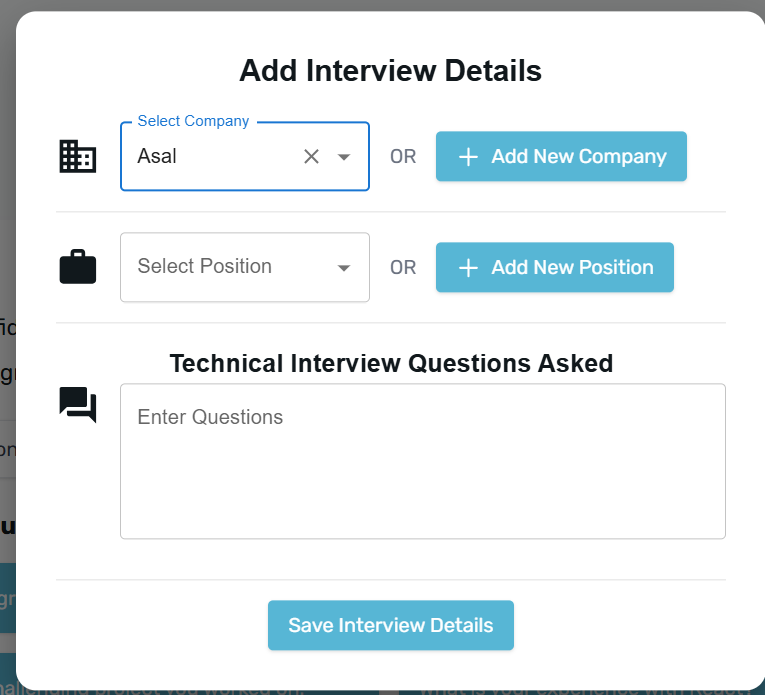 Add Interview Details
Select Company
Asal
OR
+ Add New Company
Select Position
OR
+ Add New Position
Technical Interview Questions Asked
Enter Questions
Save Interview Details